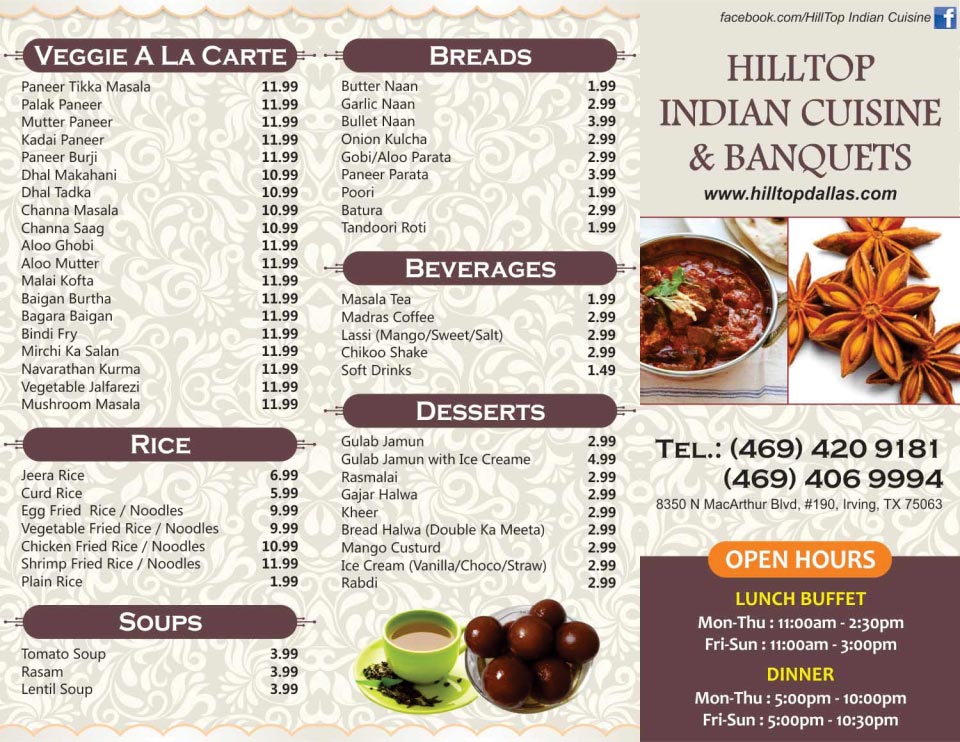 VEGGIE A LA CARTE
Paneer Tikka Masala 11.99
Palak Paneer 11.99
Mutter Paneer 11.99
Kadai Paneer 11.99
Paneer Burji 11.99
Dhal Makahani 10.99
Dhal Tadka 10.99
Channa Masala 10.99
Channa Saag 10.99
Aloo Ghobi 11.99
Aloo Mutter 11.99
Malai Kofta 11.99
Baigan Burtha 11.99
Bagara Baigan 11.99
Bindi Fry 11.99
Mirchi Ka Salan 11.99
Navarathan Kurma 11.99
Vegetable Jalfarezi 11.99
Mushroom Masala 11.99
RICE
Jeera Rice 6.99
Curd Rice 5.99
Egg Fried Rice / Noodles 9.99
Vegetable Fried Rice / Noodles 9.99
Chicken Fried Rice / Noodles 10.99
Shrimp Fried Rice / Noodles 11.99
Plain Rice 1.99
SOUPS
Tomato Soup 3.99
Rasam 3.99
Lentil Soup 3.99
BREADS
Butter Naan 1.99
Garlic Naan 2.99
Bullet Naan 3.99
Onion Kulcha 2.99
Gobi/Aloo Parata 2.99
Paneer Parata 3.99
Poori 1.99
Batura 2.99
Tandoori Roti 1.99
BEVERAGES
Masala Tea 1.99
Madras Coffee 2.99
Lassi (Mango/Sweet/Salt) 2.99
Chikoo Shake 2.99
Soft Drinks 1.49
DESSERTS
Gulab Jamun 2.99
Gulab Jamun with Ice Creame 4.99
Rasmalai 2.99
Gajar Halwa 2.99
Kheer 2.99
Bread Halwa (Double Ka Meeta) 2.99
Mango Custurd 2.99
Ice Cream (Vanilla/Choco/Straw) 2.99
Rabdi 2.99
facebook.com/HillTop Indian Cuisine f
HILLTOP
INDIAN CUISINE
& BANQUETS
www.hilltopdallas.com
TEL.: (469) 420 9181
(469) 406 9994
8350 N MacArthur Blvd, #190, Irving, TX 75063
OPEN HOURS
LUNCH BUFFET
Mon-Thu : 11:00am - 2:30pm
Fri-Sun : 11:00am - 3:00pm
DINNER
Mon-Thu : 5:00pm - 10:00pm
Fri-Sun : 5:00pm - 10:30pm